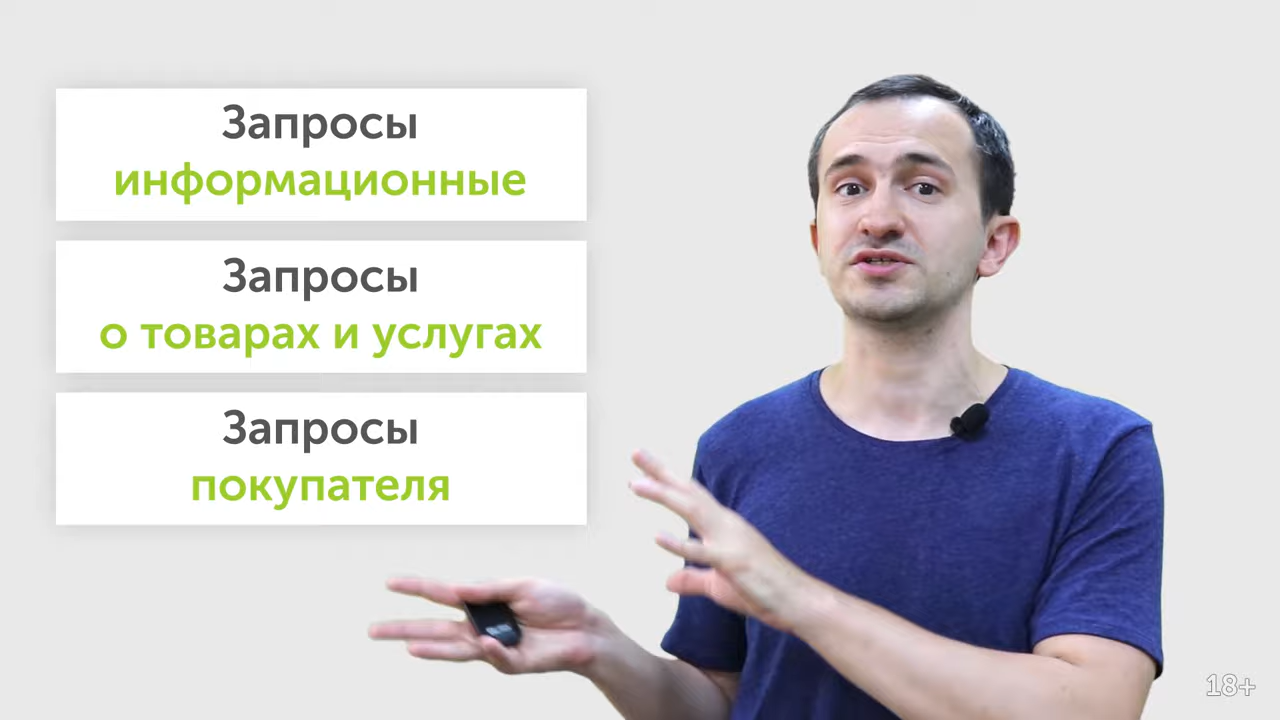 Запросы
информационные
Запросы
о товарах и услугах
Запросы
покупателя
18+